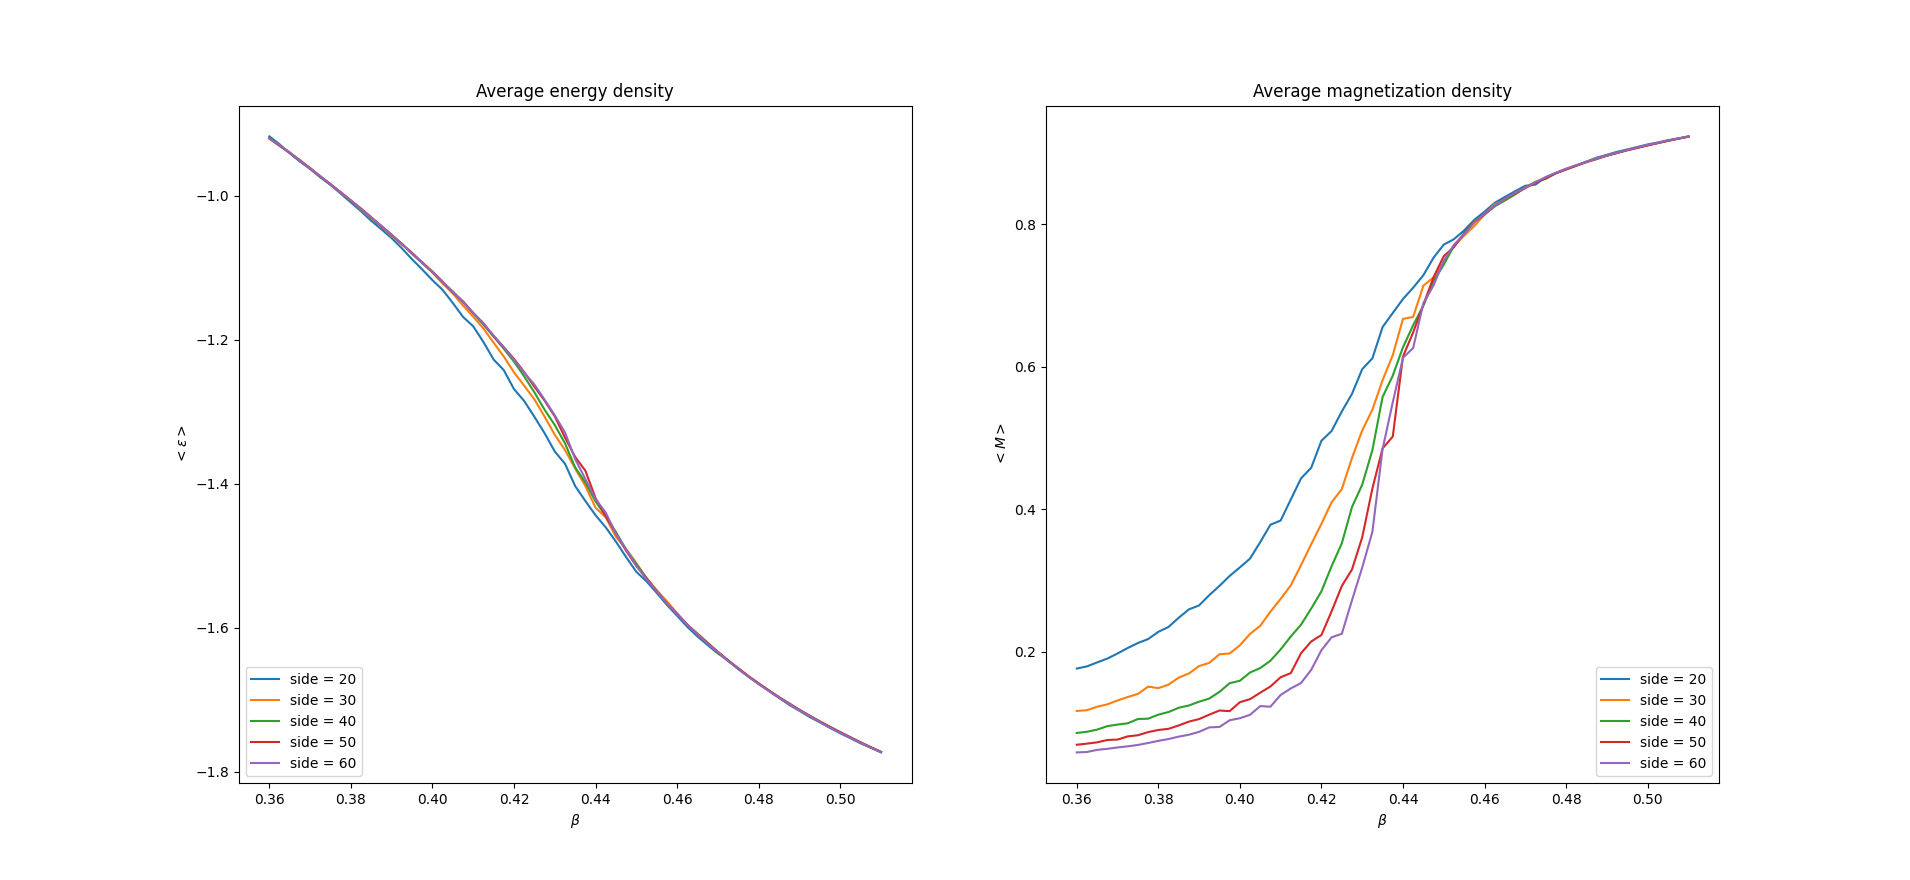 Average energy density
−1.0
−1.2
−1.4
−1.6
−1.8
< ε >
side = 20
side = 30
side = 40
side = 50
side = 60
0.36 0.38 0.40 0.42 0.44 0.46 0.48 0.50
β
Average magnetization density
0.8
0.6
0.4
0.2
< M >
side = 20
side = 30
side = 40
side = 50
side = 60
0.36 0.38 0.40 0.42 0.44 0.46 0.48 0.50
β